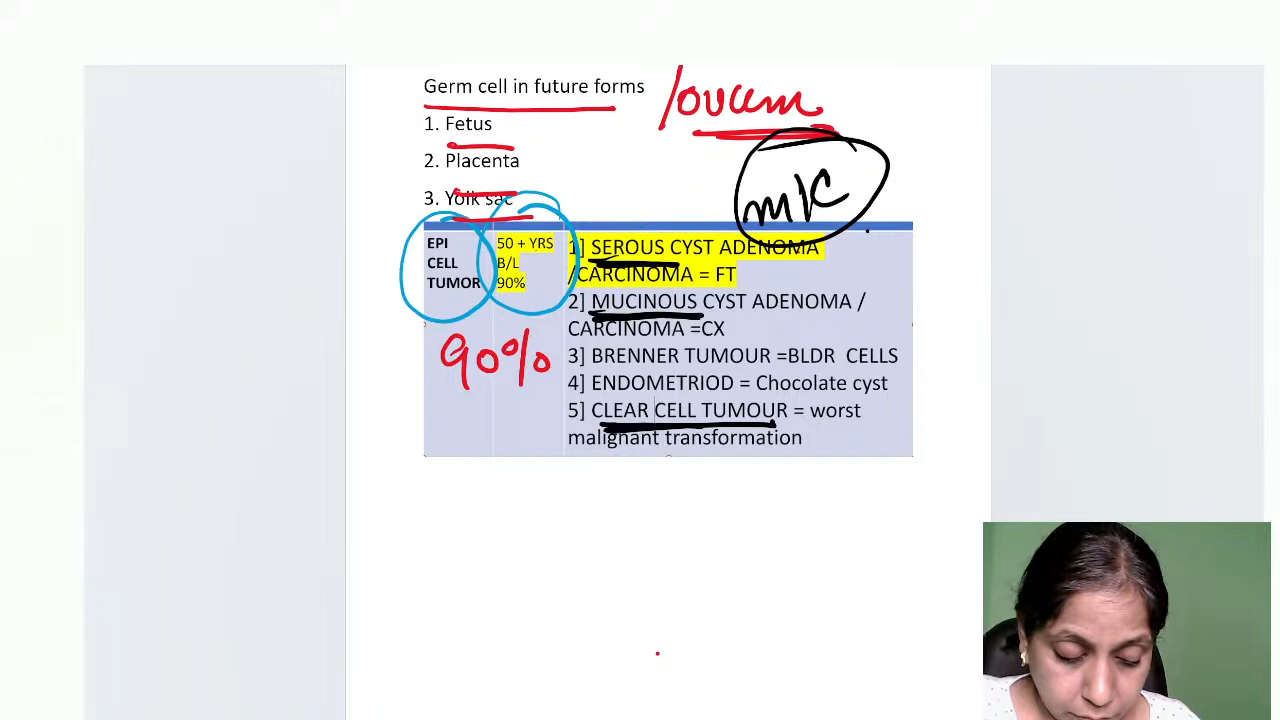 Germ cell in future forms
/ovum
1. Fetus
2. Placenta
3. Yolk sac
m/c
EPI
CELL
TUMOR
50 + YRS
B/L
90%
1] SEROUS CYST ADENOMA
/CARCINOMA = FT
2] MUCINOUS CYST ADENOMA /
CARCINOMA =CX
3] BRENNER TUMOUR =BLDR CELLS
4] ENDOMETRIOD = Chocolate cyst
5] CLEAR CELL TUMOUR = worst
malignant transformation
90%